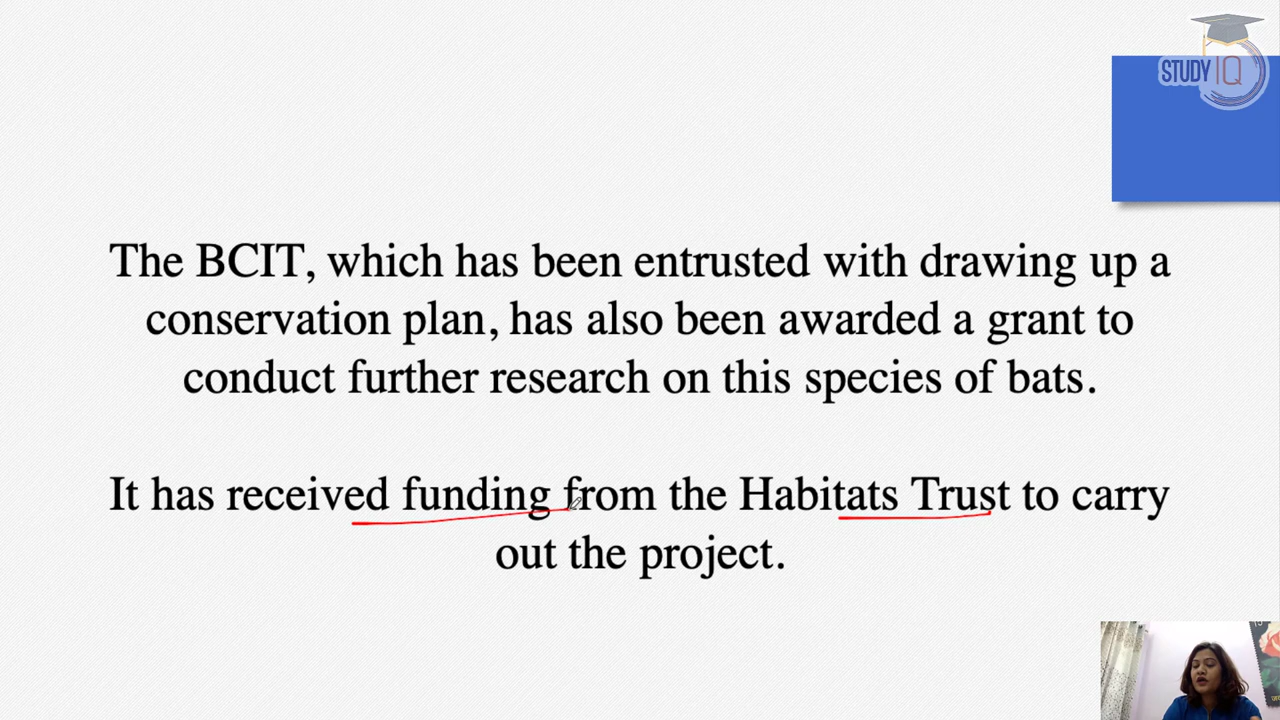 STUDY IQ
The BCIT, which has been entrusted with drawing up a
conservation plan, has also been awarded a grant to
conduct further research on this species of bats.
It has received funding from the Habitats Trust to carry
out the project.